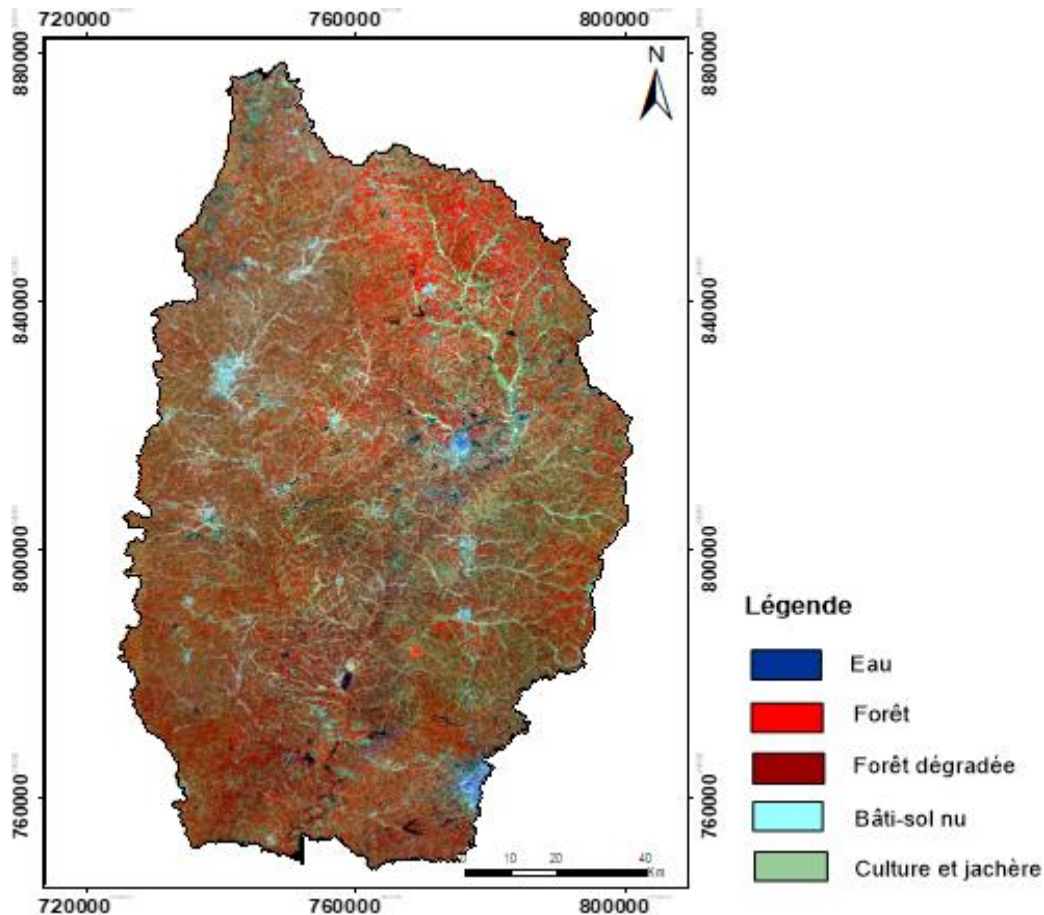 720000 760000 800000
880000 880000
N
840000 840000
800000 800000
760000 760000
0 10 20 40
Km
720000 760000 800000
Légende
Eau
Forêt
Forêt dégradée
Bâti-sol nu
Culture et jachère